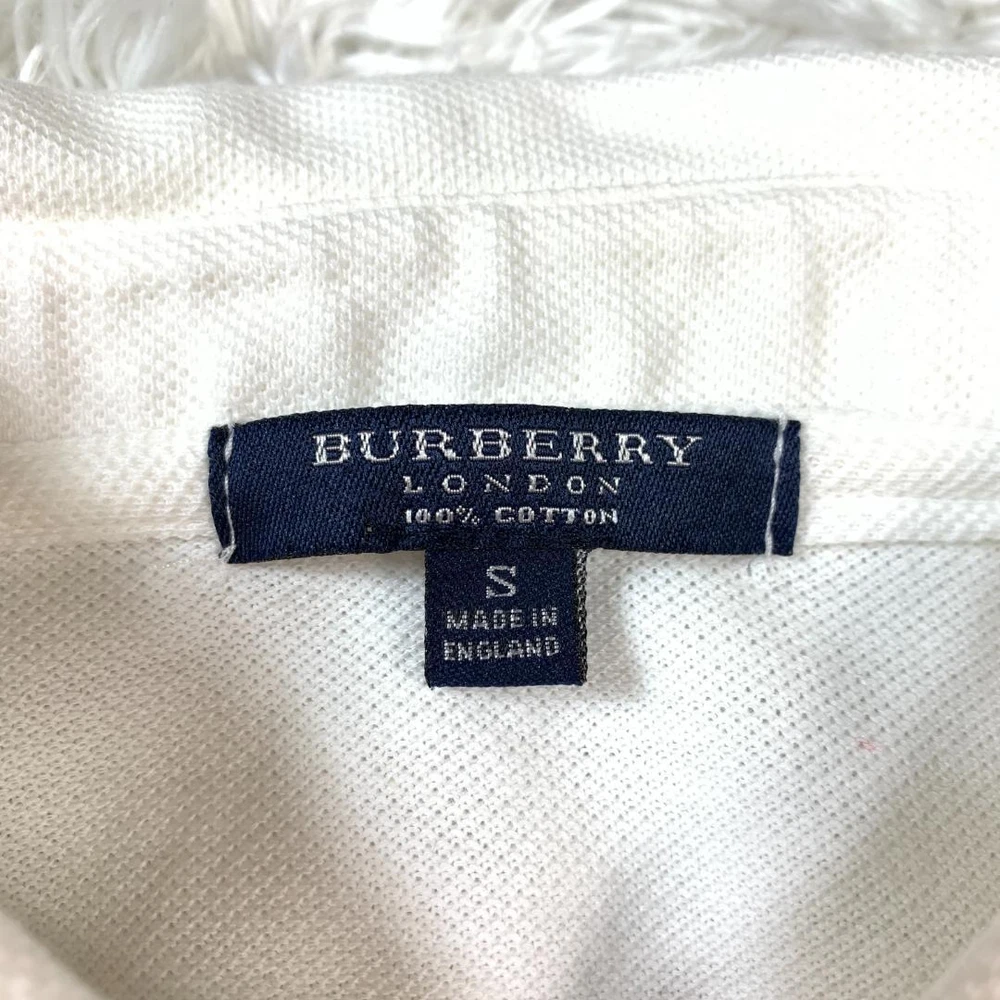 BURBERRY
LONDON
100% COTTON
S
MADE IN
ENGLAND